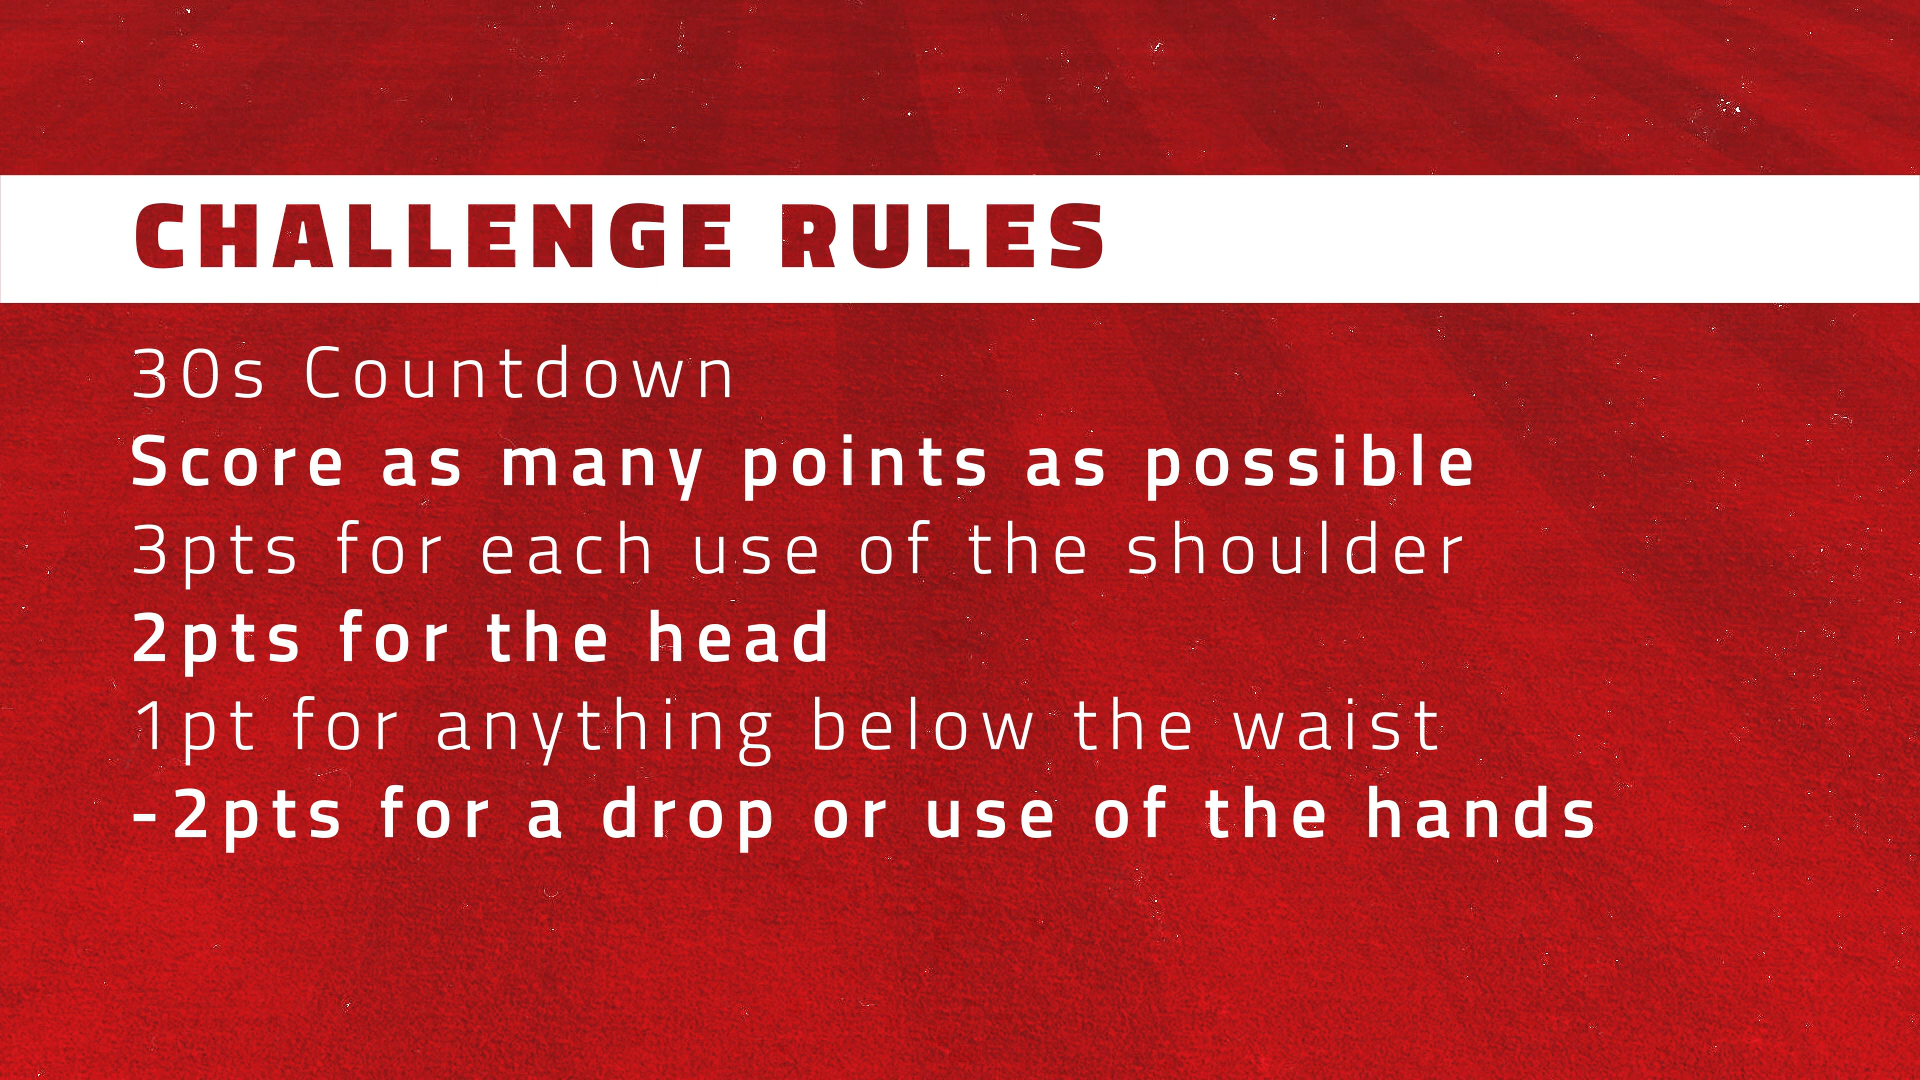 CHALLENGE RULES
30s Countdown
Score as many points as possible
3pts for each use of the shoulder
2pts for the head
1pt for anything below the waist
-2pts for a drop or use of the hands